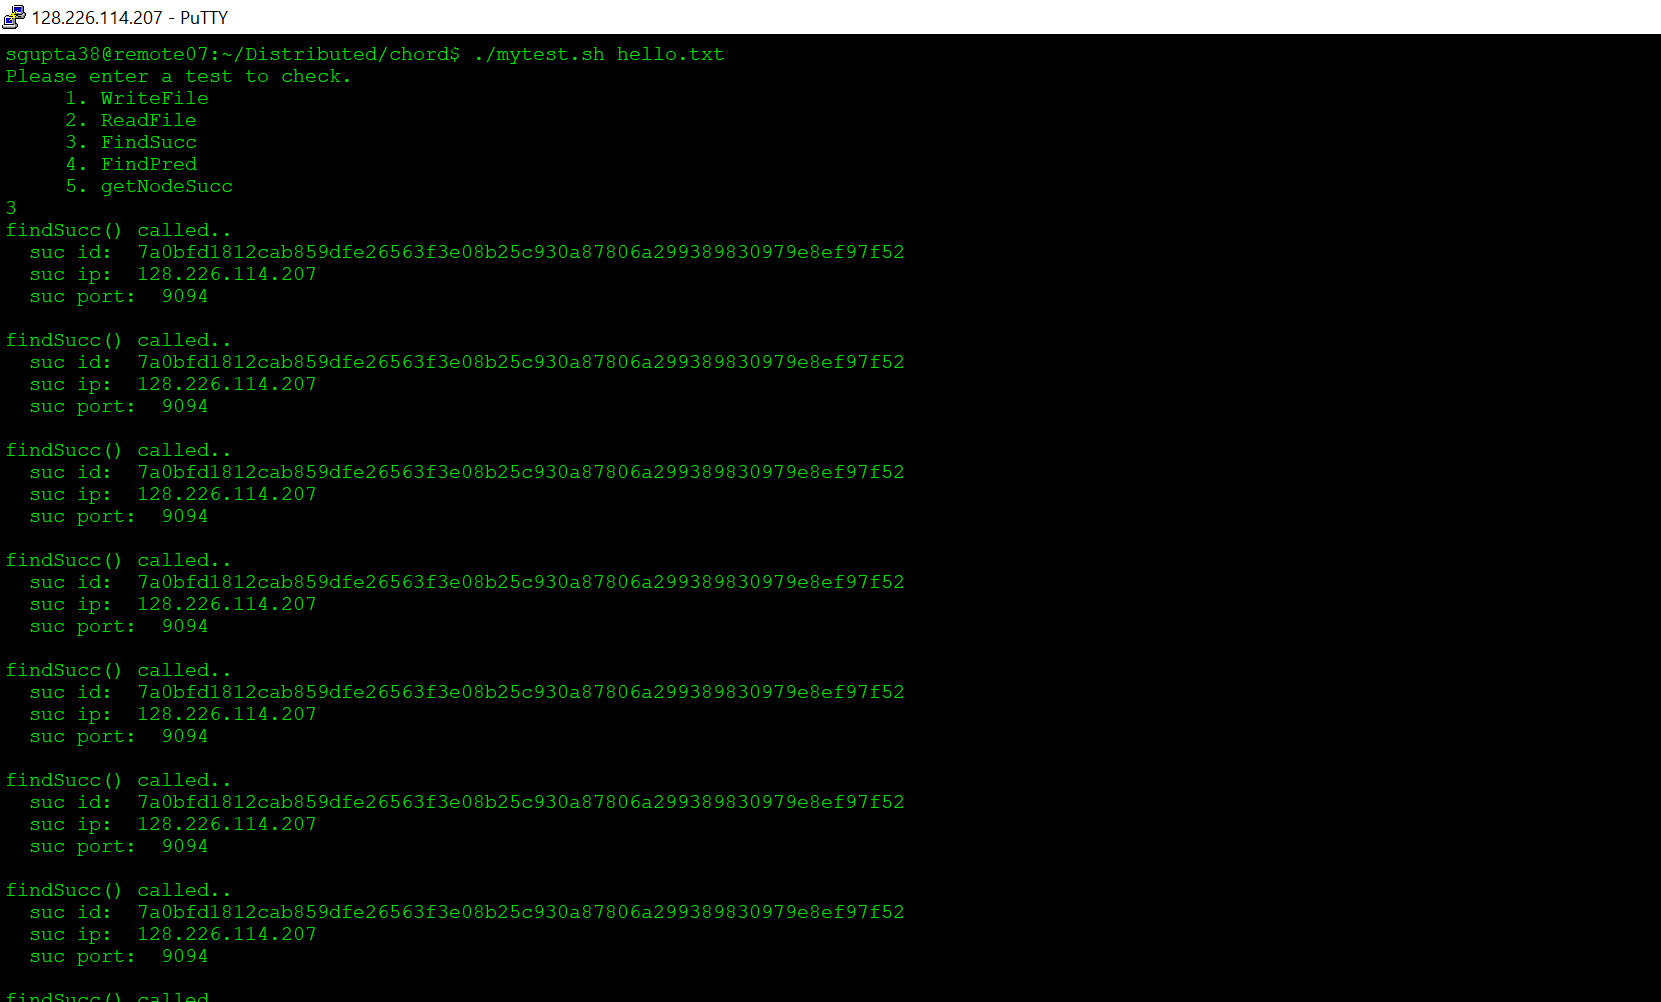 128.226.114.207 - PuTTY
sgupta38@remote07:~/Distributed/chord$ ./mytest.sh hello.txt
Please enter a test to check.
     1. WriteFile
     2. ReadFile
     3. FindSucc
     4. FindPred
     5. getNodeSucc
3
findSucc() called..
  suc id:  7a0bfd1812cab859dfe26563f3e08b25c930a87806a299389830979e8ef97f52
  suc ip:  128.226.114.207
  suc port:  9094

findSucc() called..
  suc id:  7a0bfd1812cab859dfe26563f3e08b25c930a87806a299389830979e8ef97f52
  suc ip:  128.226.114.207
  suc port:  9094

findSucc() called..
  suc id:  7a0bfd1812cab859dfe26563f3e08b25c930a87806a299389830979e8ef97f52
  suc ip:  128.226.114.207
  suc port:  9094

findSucc() called..
  suc id:  7a0bfd1812cab859dfe26563f3e08b25c930a87806a299389830979e8ef97f52
  suc ip:  128.226.114.207
  suc port:  9094

findSucc() called..
  suc id:  7a0bfd1812cab859dfe26563f3e08b25c930a87806a299389830979e8ef97f52
  suc ip:  128.226.114.207
  suc port:  9094

findSucc() called..
  suc id:  7a0bfd1812cab859dfe26563f3e08b25c930a87806a299389830979e8ef97f52
  suc ip:  128.226.114.207
  suc port:  9094

findSucc() called..
  suc id:  7a0bfd1812cab859dfe26563f3e08b25c930a87806a299389830979e8ef97f52
  suc ip:  128.226.114.207
  suc port:  9094

findSucc() called